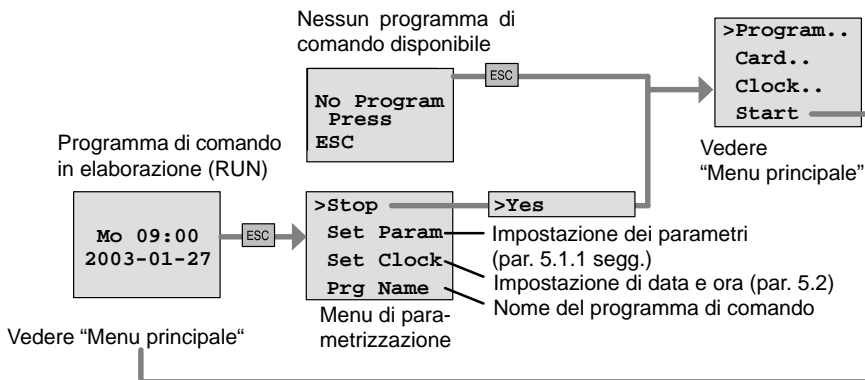 Nessun programma di
comando disponibile
ESC
No Program
Press
ESC
>Program..
Card..
Clock..
Start
Vedere
“Menu principale”
Programma di comando
in elaborazione (RUN)
Mo 09:00
2003-01-27
ESC
>Stop
Set Param
Set Clock
Prg Name
>Yes
Impostazione dei parametri
(par. 5.1.1 segg.)
Impostazione di data e ora (par. 5.2)
Nome del programma di comando
Menu di para-
metrizzazione
Vedere “Menu principale“